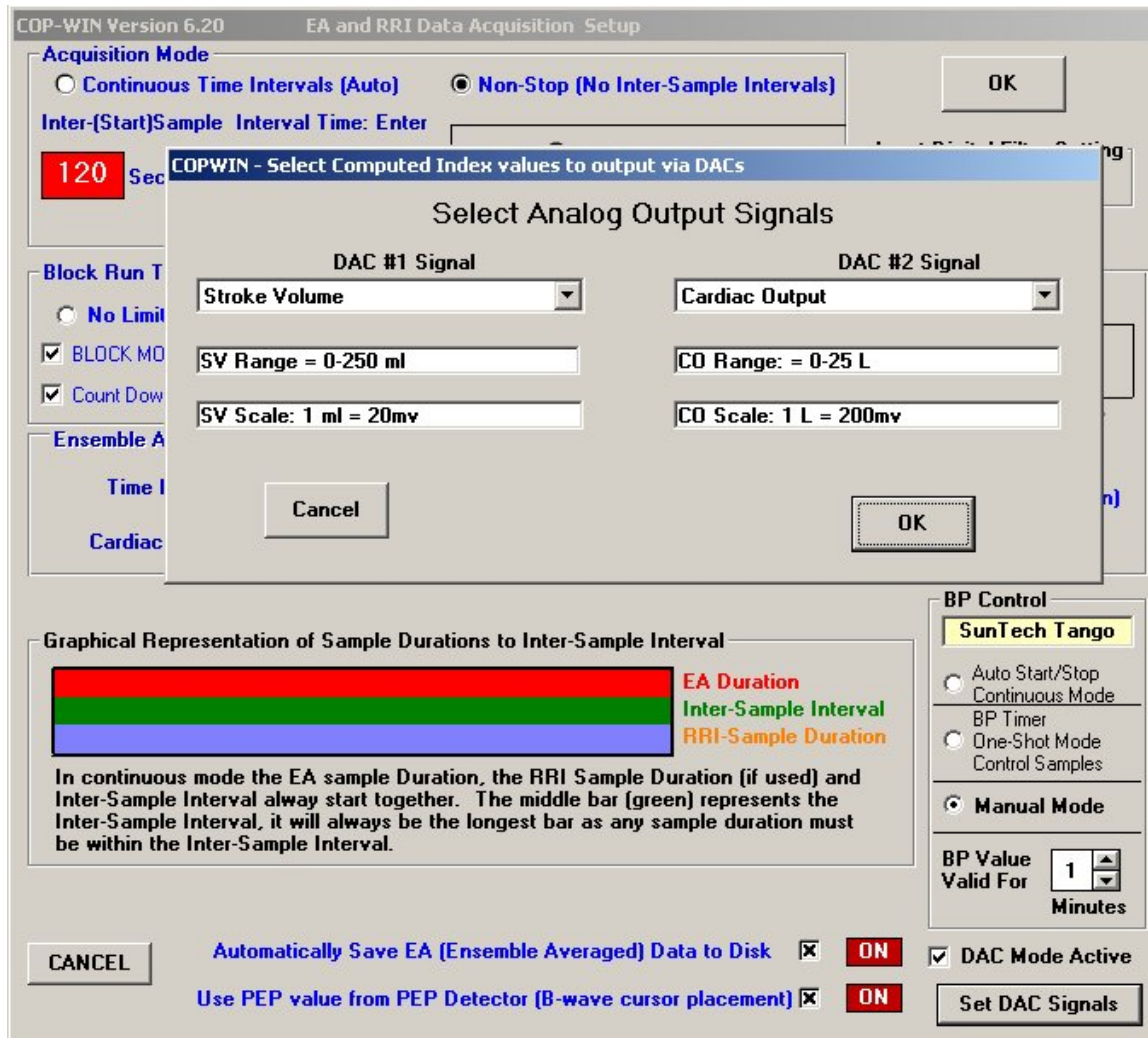 COP-WIN Version 6.20 EA and RRI Data Acquisition Setup
Acquisition Mode
Continuous Time Intervals (Auto)
Non-Stop (No Inter-Sample Intervals)
OK
Inter-(Start)Sample Interval Time: Enter
120 Sec
COPWIN - Select Computed Index values to output via DACs
Select Analog Output Signals
DAC #1 Signal
DAC #2 Signal
Stroke Volume
Cardiac Output
SV Range = 0-250 ml
CO Range: = 0-25 L
SV Scale: 1 ml = 20mv
CO Scale: 1 L = 200mv
Cancel
OK
Block Run T
No Limit
BLOCK MO
Count Dow
Ensemble A
Time I
n)
Cardiac
Graphical Representation of Sample Durations to Inter-Sample Interval
EA Duration
Inter-Sample Interval
RRI-Sample Duration
In continuous mode the EA sample Duration, the RRI Sample Duration (if used) and
Inter-Sample Interval alway start together. The middle bar (green) represents the
Inter-Sample Interval, it will always be the longest bar as any sample duration must
be within the Inter-Sample Interval.
BP Control
SunTech Tango
Auto Start/Stop
Continuous Mode
BP Timer
One-Shot Mode
Control Samples
Manual Mode
BP Value
Valid For
1
Minutes
CANCEL
Automatically Save EA (Ensemble Averaged) Data to Disk ON
DAC Mode Active
Use PEP value from PEP Detector (B-wave cursor placement) ON
Set DAC Signals